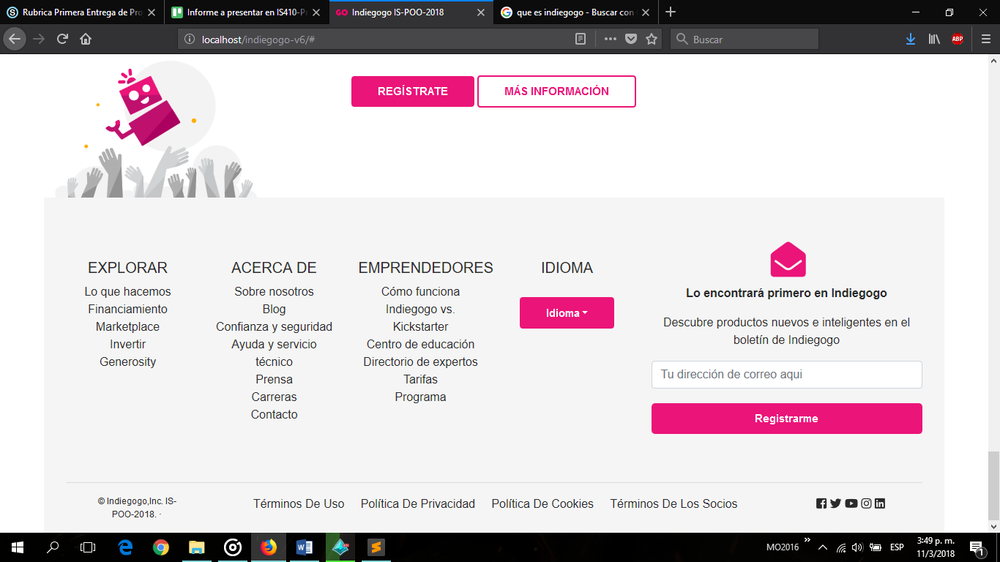 Rubrica Primera Entrega de Pro
Informe a presentar en IS410-Pr
GO
Indiegogo IS-POO-2018
que es indiegogo - Buscar con
localhost/indiegogo-v6/#
Buscar
ABP
REGÍSTRATE
MÁS INFORMACIÓN
EXPLORAR
Lo que hacemos
Financiamiento
Marketplace
Invertir
Generosity
ACERCA DE
Sobre nosotros
Blog
Confianza y seguridad
Ayuda y servicio
técnico
Prensa
Carreras
Contacto
EMPRENDEDORES
Cómo funciona
Indiegogo vs.
Kickstarter
Centro de educación
Directorio de expertos
Tarifas
Programa
IDIOMA
Idioma
Lo encontrará primero en Indiegogo
Descubre productos nuevos e inteligentes en el
boletín de Indiegogo
Tu dirección de correo aqui
Registrarme
© Indiegogo,Inc. IS-
POO-2018. ·
Términos De Uso
Política De Privacidad
Política De Cookies
Términos De Los Socios
MO2016
ESP
3:49 p. m.
11/3/2018
1